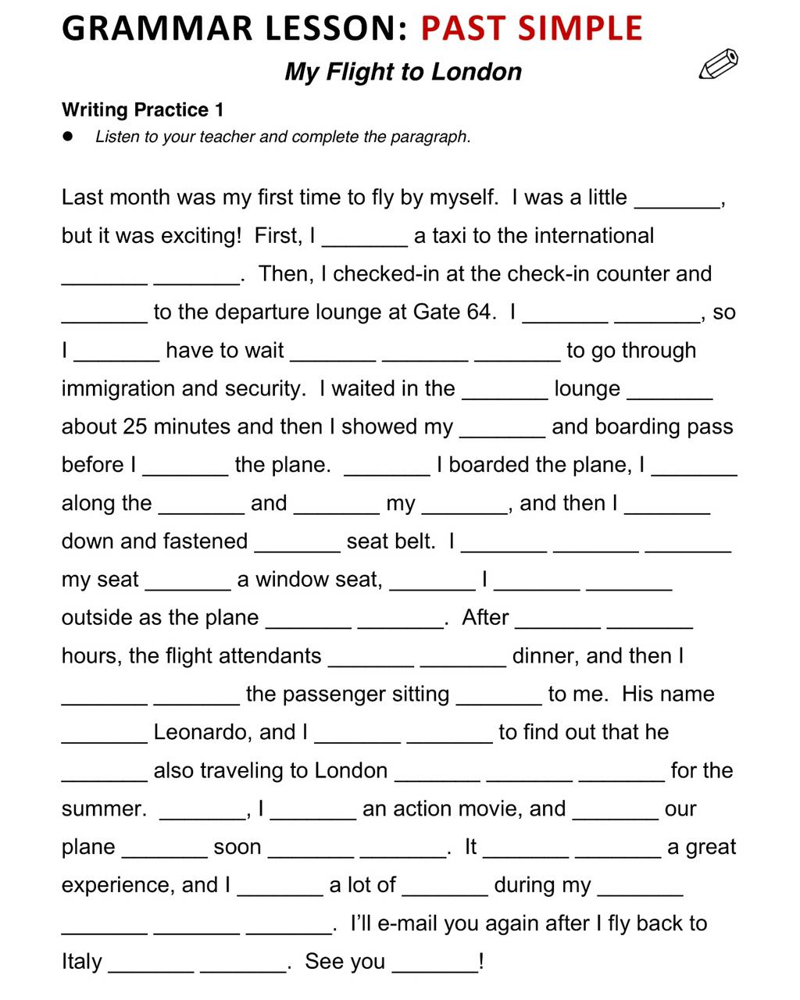 GRAMMAR LESSON: PAST SIMPLE
My Flight to London
Writing Practice 1
● Listen to your teacher and complete the paragraph.
Last month was my first time to fly by myself. I was a little _______,
but it was exciting! First, I _______ a taxi to the international
_______ _______. Then, I checked-in at the check-in counter and
_______ to the departure lounge at Gate 64. I _______ _______, so
I _______ have to wait _______ _______ _______ to go through
immigration and security. I waited in the _______ lounge _______
about 25 minutes and then I showed my _______ and boarding pass
before I _______ the plane. _______ I boarded the plane, I _______
along the _______ and _______ my _______, and then I _______
down and fastened _______ seat belt. I _______ _______ _______
my seat _______ a window seat, _______ I _______ _______
outside as the plane _______ _______. After _______ _______
hours, the flight attendants _______ _______ dinner, and then I
_______ _______ the passenger sitting _______ to me. His name
_______ Leonardo, and I _______ _______ to find out that he
_______ also traveling to London _______ _______ _______ for the
summer. _______, I _______ an action movie, and _______ our
plane _______ soon _______ _______. It _______ _______ a great
experience, and I _______ a lot of _______ during my _______
_______ _______ _______. I'll e-mail you again after I fly back to
Italy _______ _______. See you _______!